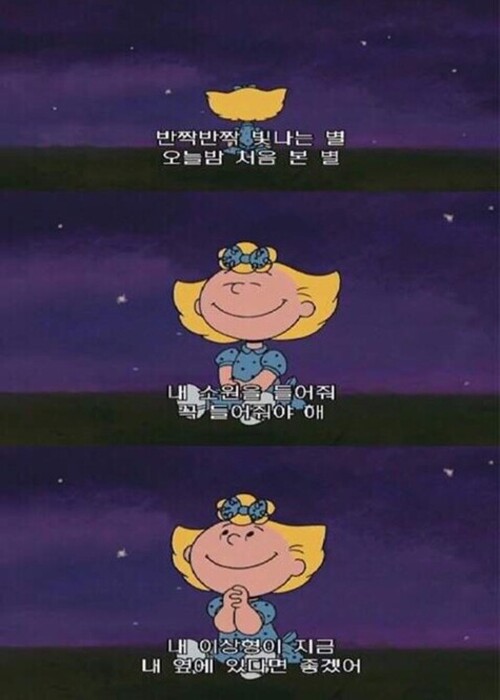 반짝반짝 빛나는 별
오늘밤 처음 본 별
내 소원을 들어줘
꼭 들어줘야 해
내 이상형이 지금
내 옆에 있다면 좋겠어